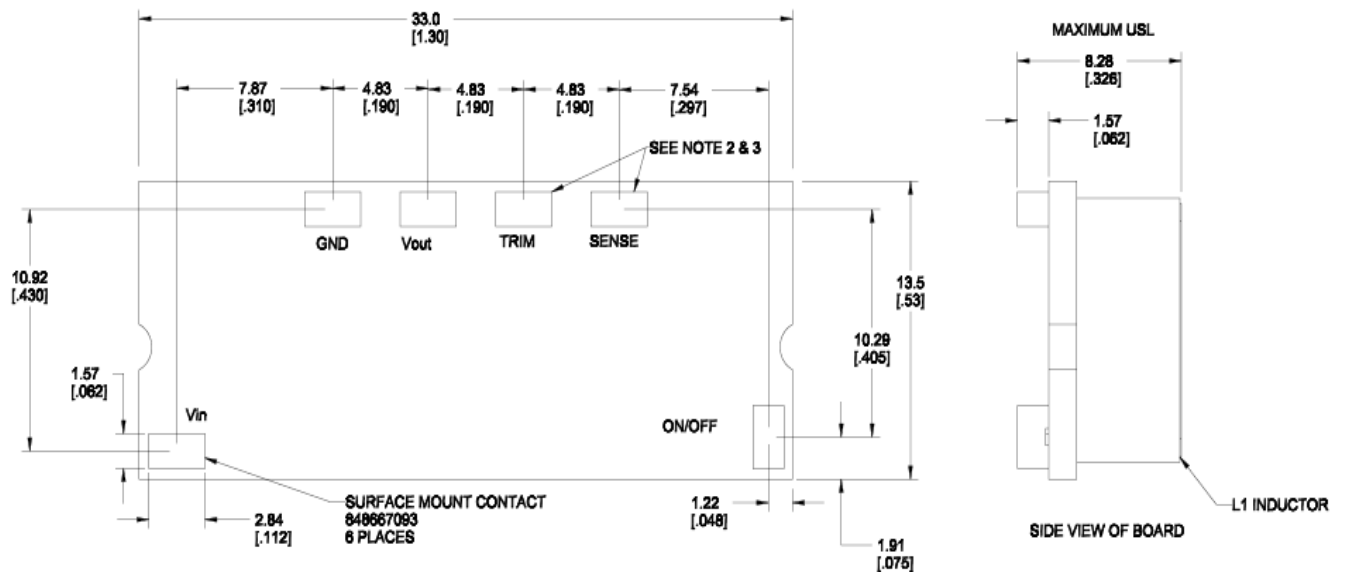 33.0
[1.30]
MAXIMUM USL
8.28
[.326]
7.87
[.310]
4.83
[.190]
4.83
[.190]
4.83
[.190]
7.54
[.297]
1.57
[.062]
SEE NOTE 2 & 3
GND
Vout
TRIM
SENSE
10.92
[.430]
13.5
[.53]
10.29
[.405]
1.57
[.062]
Vin
ON/OFF
SURFACE MOUNT CONTACT
848667093
6 PLACES
2.84
[.112]
1.22
[.048]
1.91
[.075]
L1 INDUCTOR
SIDE VIEW OF BOARD